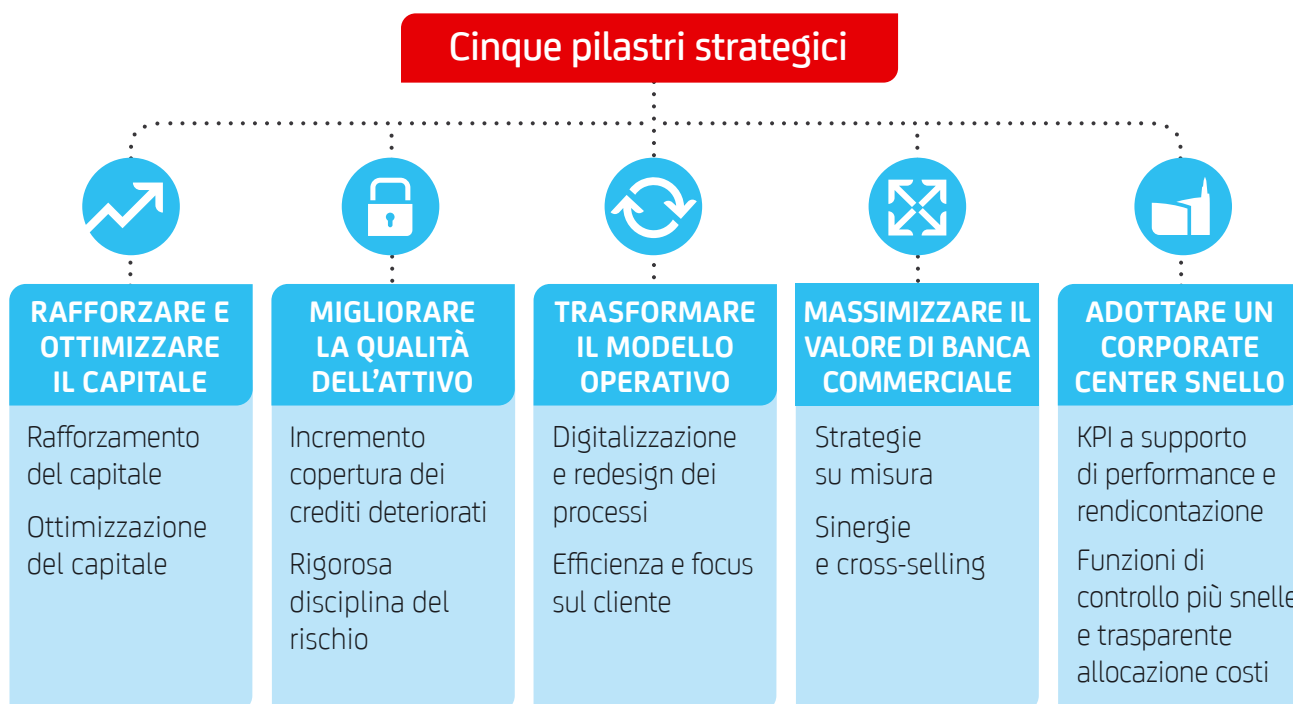 Cinque pilastri strategici
RAFFORZARE E
OTTIMIZZARE
IL CAPITALE
Rafforzamento
del capitale
Ottimizzazione
del capitale
MIGLIORARE
LA QUALITÀ
DELL'ATTIVO
Incremento
copertura dei
crediti deteriorati
Rigorosa
disciplina del
rischio
TRASFORMARE
IL MODELLO
OPERATIVO
Digitalizzazione
e redesign dei
processi
Efficienza e focus
sul cliente
MASSIMIZZARE IL
VALORE DI BANCA
COMMERCIALE
Strategie
su misura
Sinergie
e cross-selling
ADOTTARE UN
CORPORATE
CENTER SNELLO
KPI a supporto
di performance e
rendicontazione
Funzioni di
controllo più snelle
e trasparente
allocazione costi